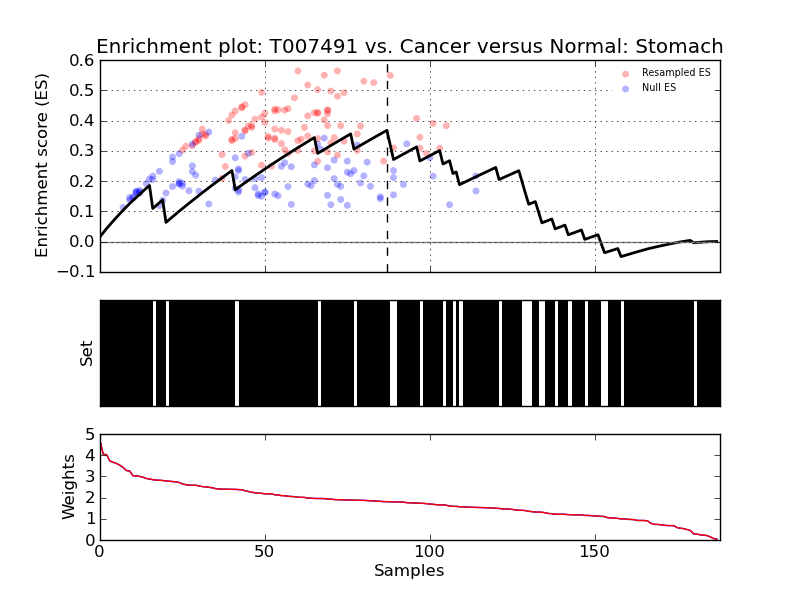 Enrichment plot: T007491 vs. Cancer versus Normal: Stomach
Enrichment score (ES)
0.6
0.5
0.4
0.3
0.2
0.1
0.0
−0.1
Resampled ES
Null ES
Set
Weights
5
4
3
2
1
0
0
50
100
150
Samples